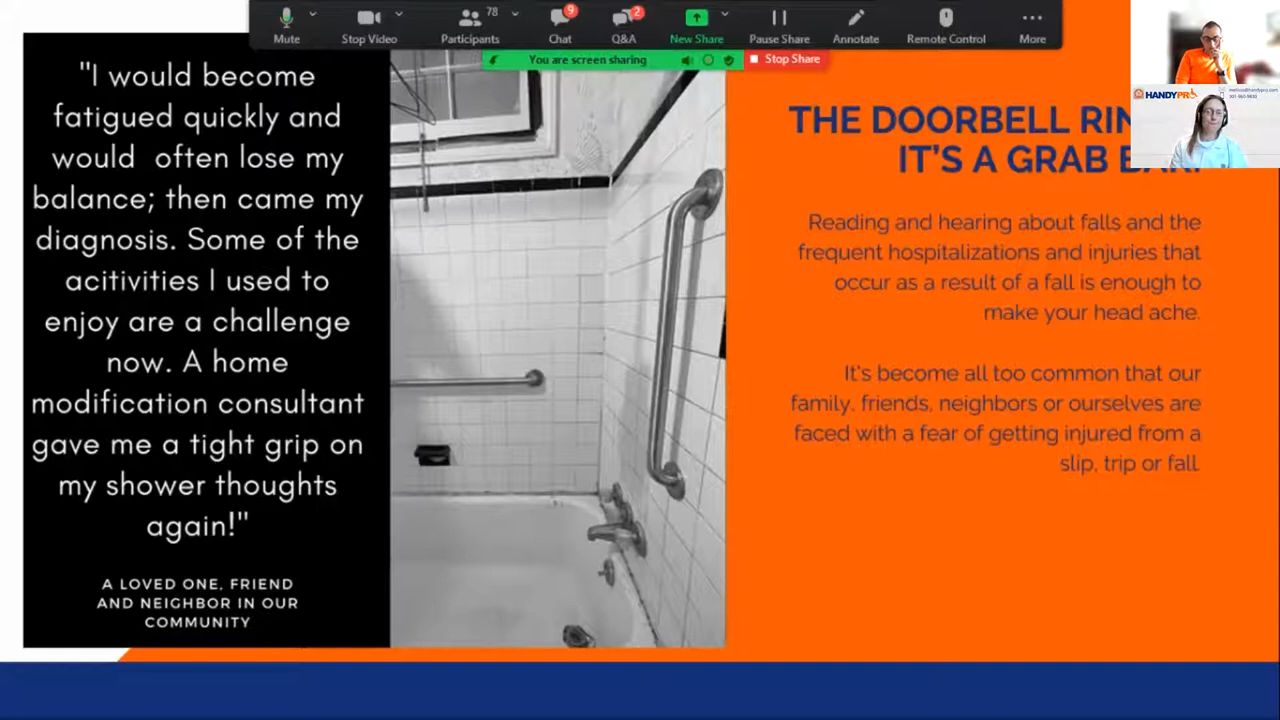 78
9
2
Mute
Stop Video
Participants
Chat
Q&A
New Share
Pause Share
Annotate
Remote Control
More
You are screen sharing
Stop Share
HANDYPRO
"I would become
fatigued quickly and
would often lose my
balance; then came my
diagnosis. Some of the
acitivities I used to
enjoy are a challenge
now. A home
modification consultant
gave me a tight grip on
my shower thoughts
again!"
A LOVED ONE, FRIEND
AND NEIGHBOR IN OUR
COMMUNITY
THE DOORBELL
IT'S A GRAB
Reading and hearing about falls and the
frequent hospitalizations and injuries that
occur as a result of a fall is enough to
make your head ache.
It's become all too common that our
family, friends, neighbors or ourselves are
faced with a fear of getting injured from a
slip, trip or fall.